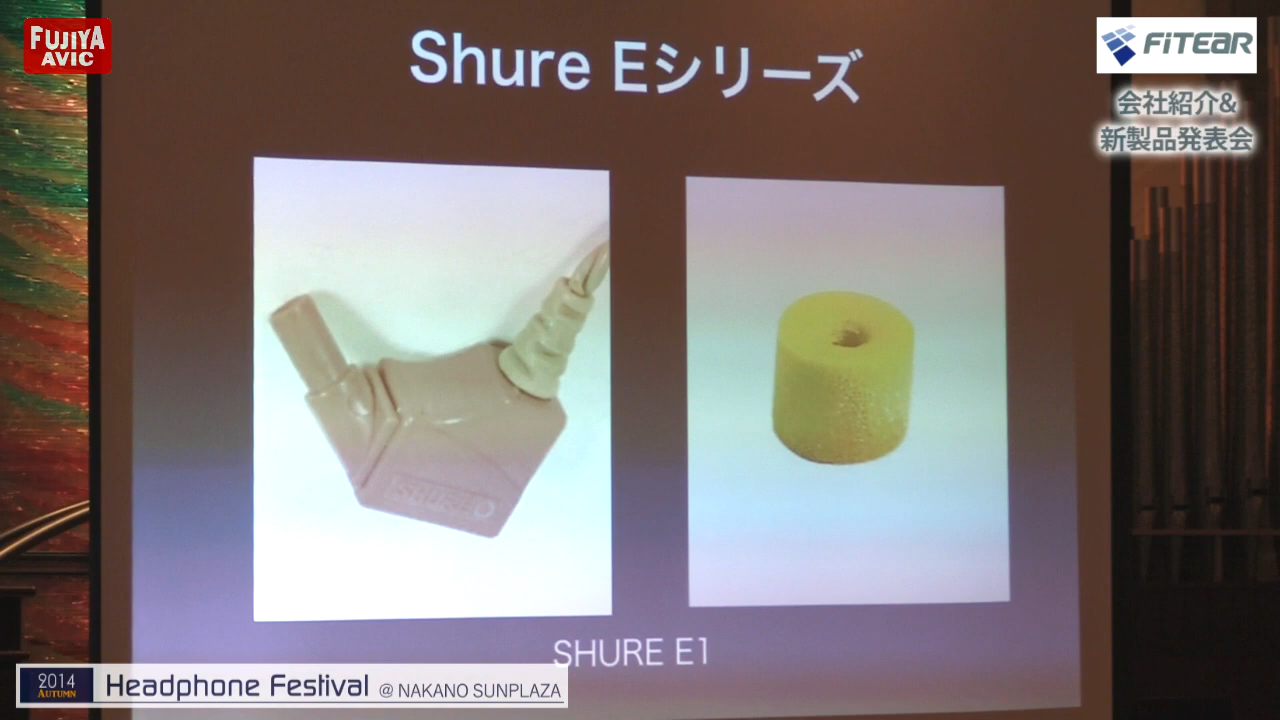 FUJIYA
AVIC
Shure Eシリーズ
FitEar
会社紹介&
新製品発表会
SHURE
SHURE E1
2014
AUTUMN
Headphone Festival @ NAKANO SUNPLAZA